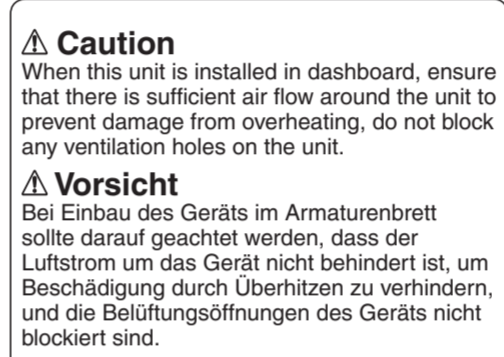 ⚠ Caution
When this unit is installed in dashboard, ensure
that there is sufficient air flow around the unit to
prevent damage from overheating, do not block
any ventilation holes on the unit.
⚠ Vorsicht
Bei Einbau des Geräts im Armaturenbrett
sollte darauf geachtet werden, dass der
Luftstrom um das Gerät nicht behindert ist, um
Beschädigung durch Überhitzen zu verhindern,
und die Belüftungsöffnungen des Geräts nicht
blockiert sind.